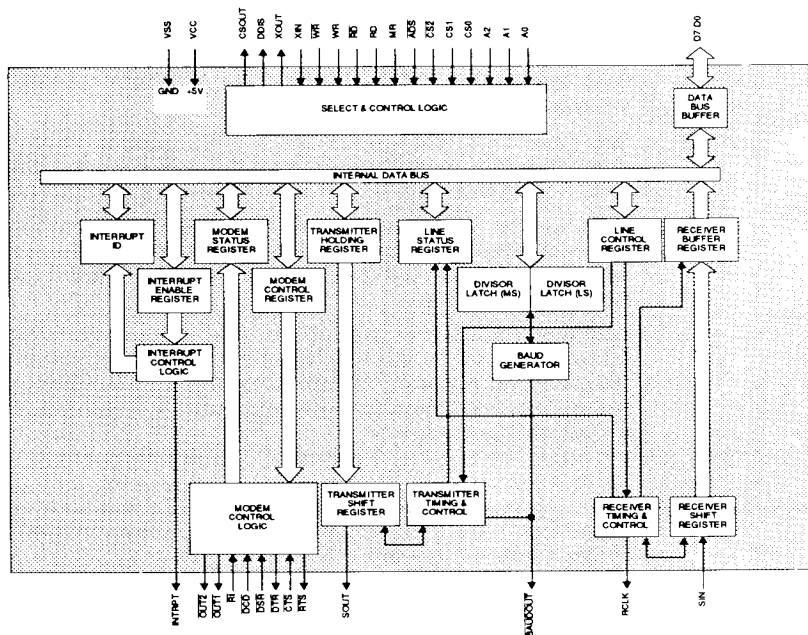 VSS
VCC
CSOUT
DDIS
XOUT
XIN
WR
WR
RD
RD
MR
ADS
CS2
CS1
CS0
A2
A1
A0
D7 D0
GND
+5V
SELECT & CONTROL LOGIC
DATA
BUS
BUFFER
INTERNAL DATA BUS
INTERRUPT
ID
MODEM
STATUS
REGISTER
TRANSMITTER
HOLDING
REGISTER
LINE
STATUS
REGISTER
LINE
CONTROL
REGISTER
RECEIVER
BUFFER
REGISTER
INTERRUPT
ENABLE
REGISTER
MODEM
CONTROL
REGISTER
DIVISOR
LATCH (MS)
DIVISOR
LATCH (LS)
INTERRUPT
CONTROL
LOGIC
BAUD
GENERATOR
MODEM
CONTROL
LOGIC
TRANSMITTER
SHIFT
REGISTER
TRANSMITTER
TIMING &
CONTROL
RECEIVER
TIMING &
CONTROL
RECEIVER
SHIFT
REGISTER
INTRPT
OUT2
OUT1
RI
DCD
DSR
DTR
CTS
RTS
SOUT
BAUDOUT
RCLK
SIN